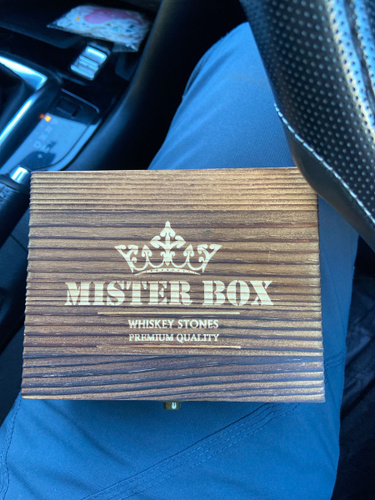 MISTER BOX
WHISKEY STONES
PREMIUM QUALITY